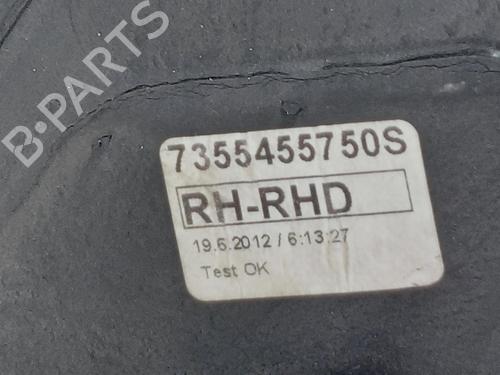 B-PARTS
7355455750S
RH-RHD
19.6.2012 / 6:13:27
Test OK